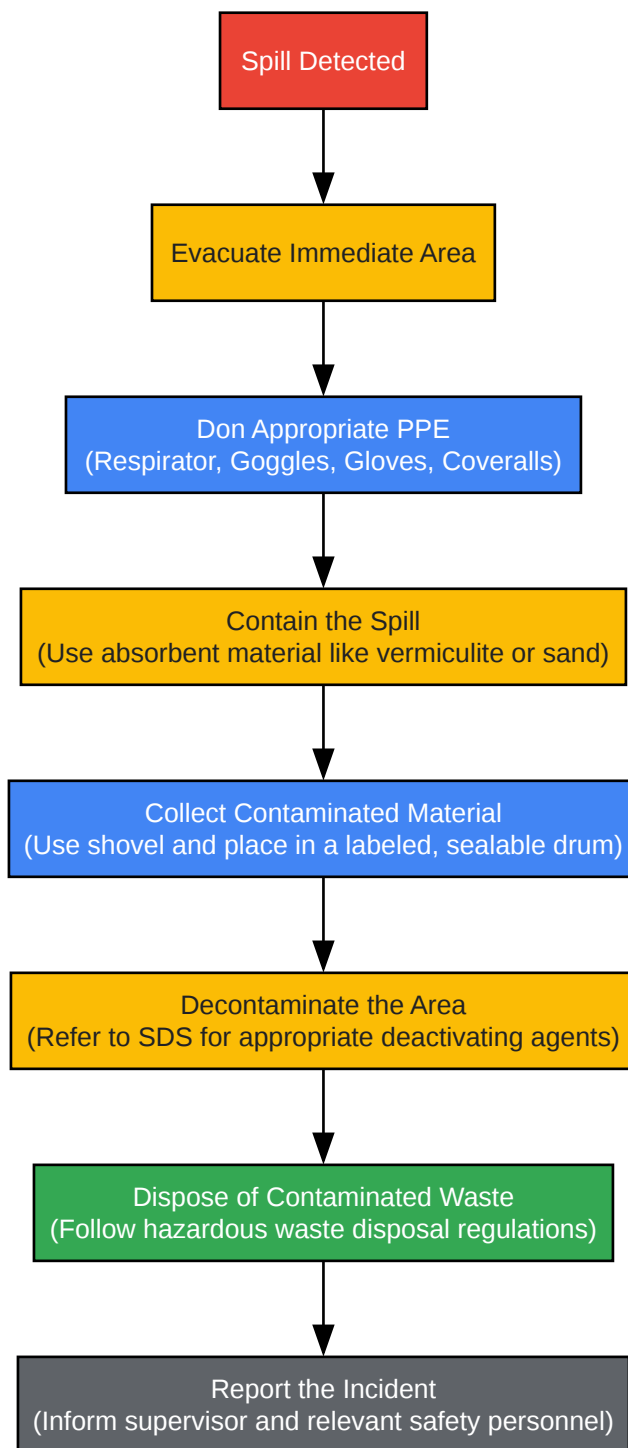 Spill Detected
Evacuate Immediate Area
Don Appropriate PPE
(Respirator, Goggles, Gloves, Coveralls)
Contain the Spill
(Use absorbent material like vermiculite or sand)
Collect Contaminated Material
(Use shovel and place in a labeled, sealable drum)
Decontaminate the Area
(Refer to SDS for appropriate deactivating agents)
Dispose of Contaminated Waste
(Follow hazardous waste disposal regulations)
Report the Incident
(Inform supervisor and relevant safety personnel)